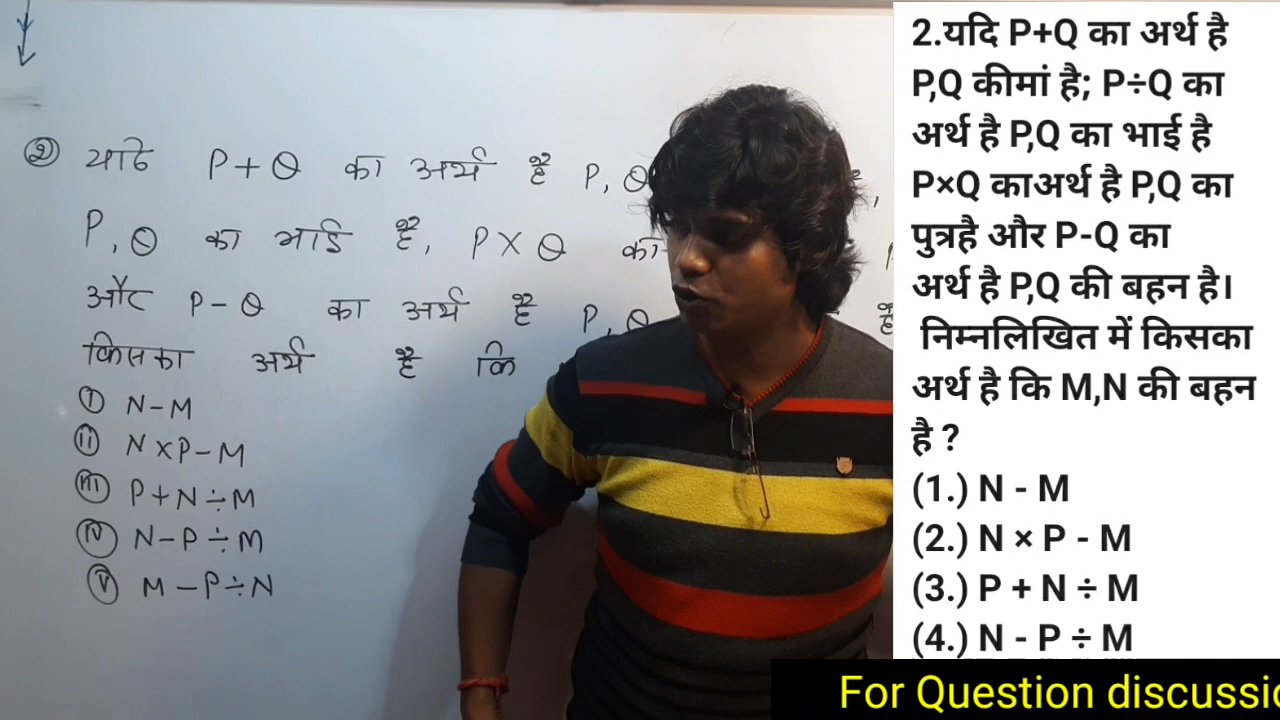 ② यदि P+Q का अर्थ है P, Q
P, Q का भाई है, P×Q का
और P-Q का अर्थ है P, Q है
किसका अर्थ है कि
(i) N-M
(ii) N×P-M
(iii) P+N÷M
(iv) N-P÷M
(v) M-P÷N
2.यदि P+Q का अर्थ है
P,Q कीमां है; P÷Q का
अर्थ है P,Q का भाई है
P×Q काअर्थ है P,Q का
पुत्रहै और P-Q का
अर्थ है P,Q की बहन है।
निम्नलिखित में किसका
अर्थ है कि M,N की बहन
है ?
(1.) N - M
(2.) N × P - M
(3.) P + N ÷ M
(4.) N - P ÷ M
For Question discussio